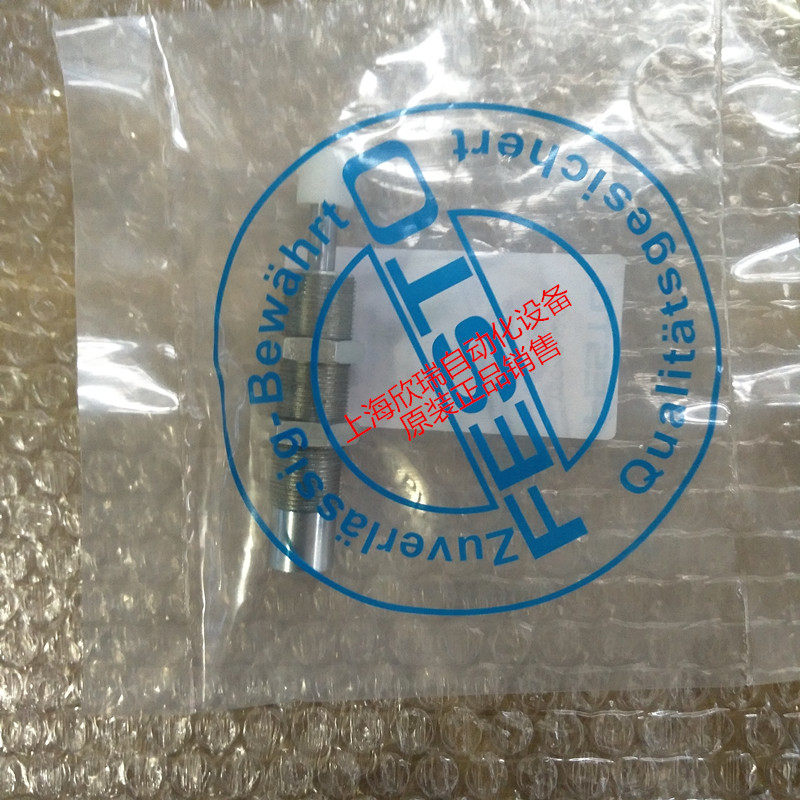 FESTO
Zuverlässig-Bewährt
Qualitätsgesichert
上海欣瑞自动化设备
原装正品销售